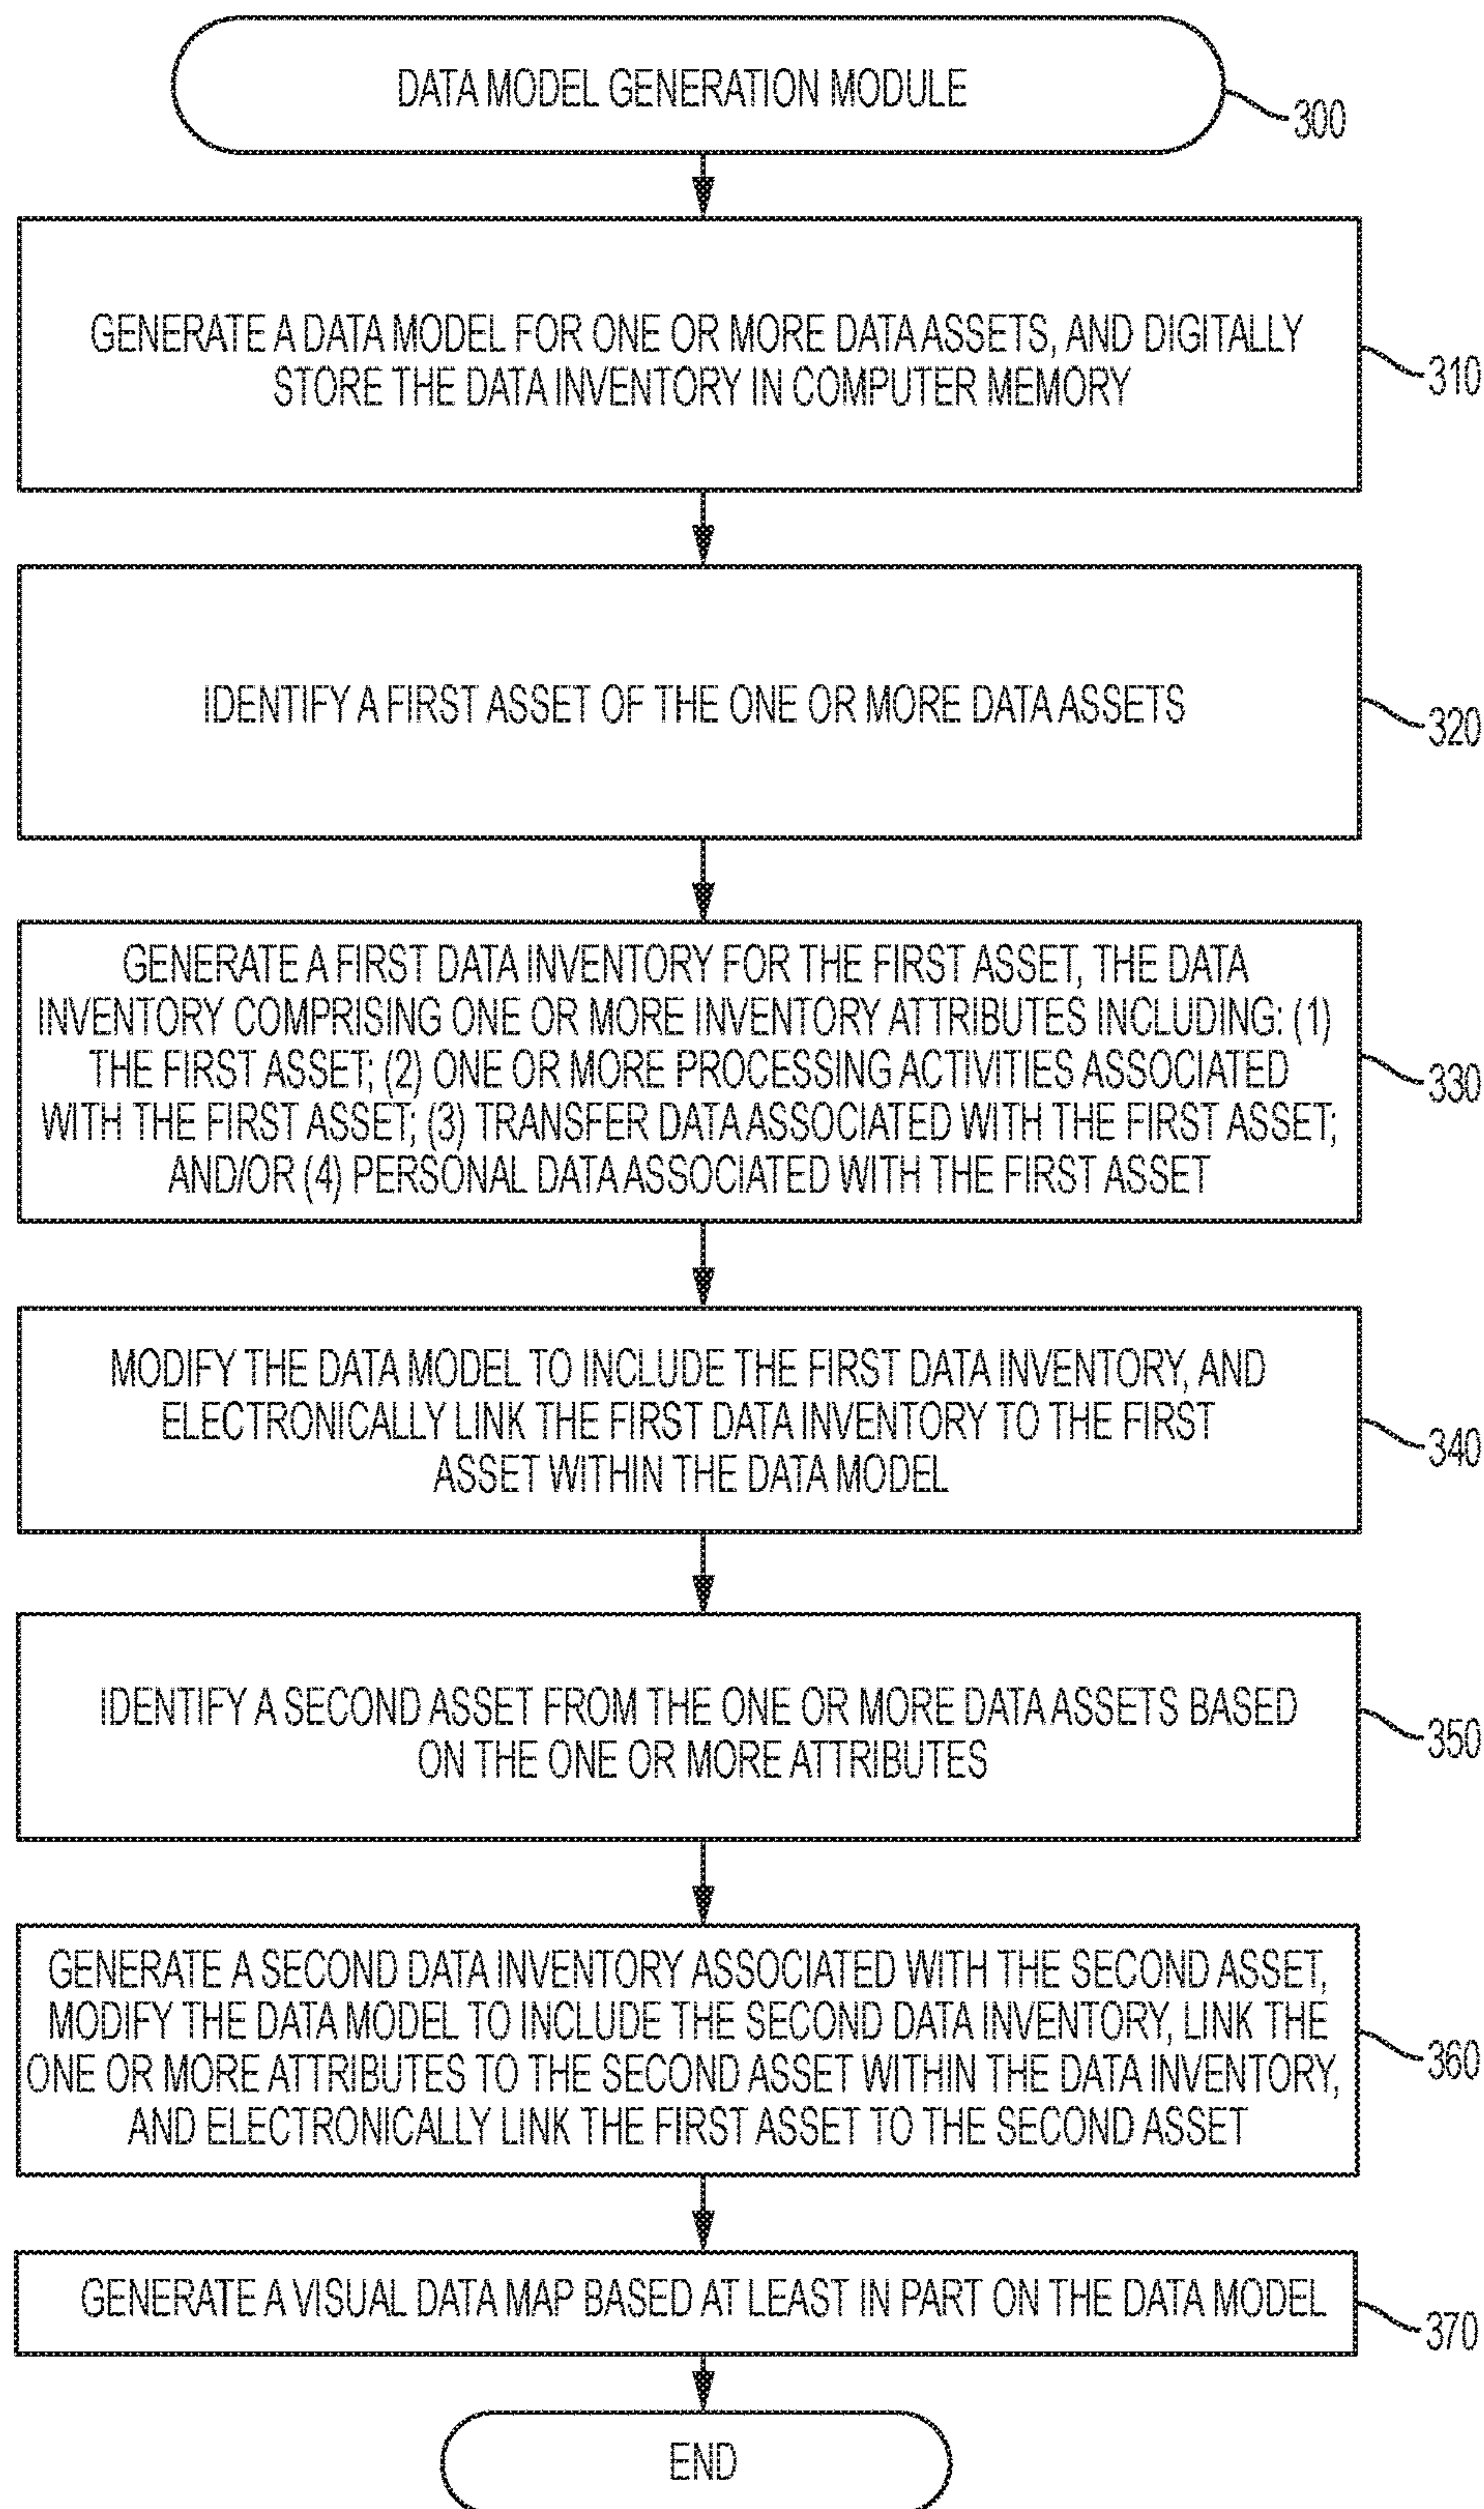 DATA MODEL GENERATION MODULE
300
GENERATE A DATA MODEL FOR ONE OR MORE DATA ASSETS, AND DIGITALLY
STORE THE DATA INVENTORY IN COMPUTER MEMORY
310
IDENTIFY A FIRST ASSET OF THE ONE OR MORE DATA ASSETS
320
GENERATE A FIRST DATA INVENTORY FOR THE FIRST ASSET, THE DATA
INVENTORY COMPRISING ONE OR MORE INVENTORY ATTRIBUTES INCLUDING: (1)
THE FIRST ASSET; (2) ONE OR MORE PROCESSING ACTIVITIES ASSOCIATED
WITH THE FIRST ASSET; (3) TRANSFER DATA ASSOCIATED WITH THE FIRST ASSET;
AND/OR (4) PERSONAL DATA ASSOCIATED WITH THE FIRST ASSET
330
MODIFY THE DATA MODEL TO INCLUDE THE FIRST DATA INVENTORY, AND
ELECTRONICALLY LINK THE FIRST DATA INVENTORY TO THE FIRST
ASSET WITHIN THE DATA MODEL
340
IDENTIFY A SECOND ASSET FROM THE ONE OR MORE DATA ASSETS BASED
ON THE ONE OR MORE ATTRIBUTES
350
GENERATE A SECOND DATA INVENTORY ASSOCIATED WITH THE SECOND ASSET,
MODIFY THE DATA MODEL TO INCLUDE THE SECOND DATA INVENTORY, LINK THE
ONE OR MORE ATTRIBUTES TO THE SECOND ASSET WITHIN THE DATA INVENTORY,
AND ELECTRONICALLY LINK THE FIRST ASSET TO THE SECOND ASSET
360
GENERATE A VISUAL DATA MAP BASED AT LEAST IN PART ON THE DATA MODEL
370
END